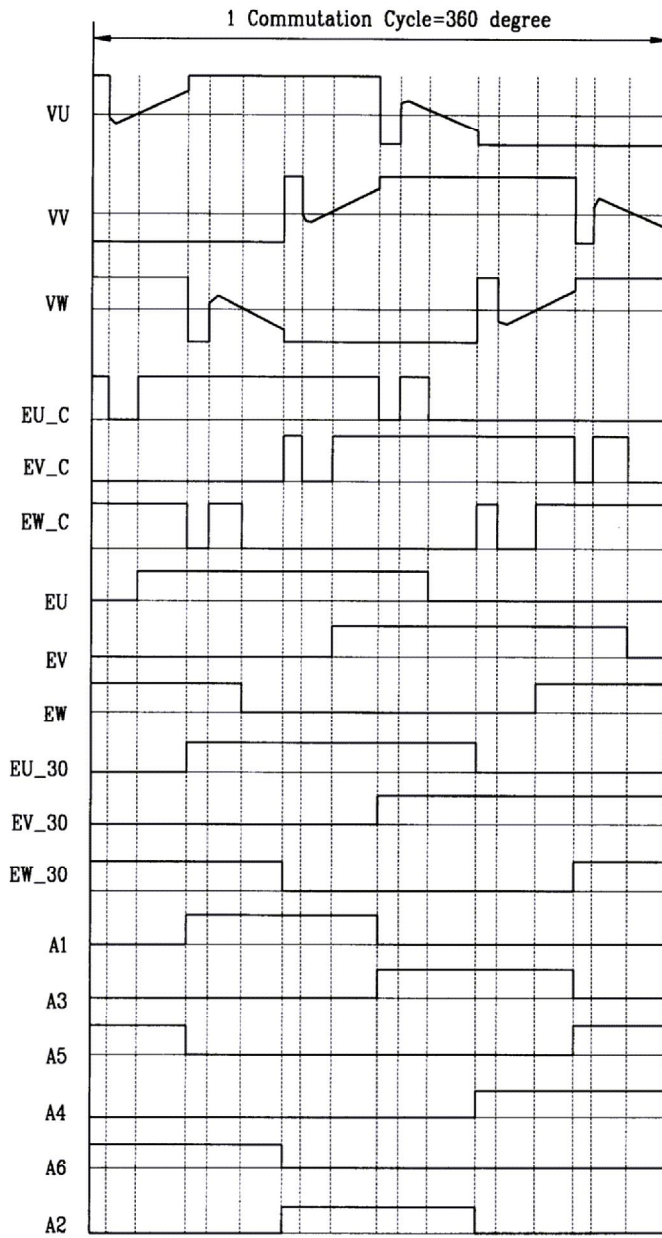 1 Commutation Cycle=360 degree
VU
VV
VW
EU_C
EV_C
EW_C
EU
EV
EW
EU_30
EV_30
EW_30
A1
A3
A5
A4
A6
A2